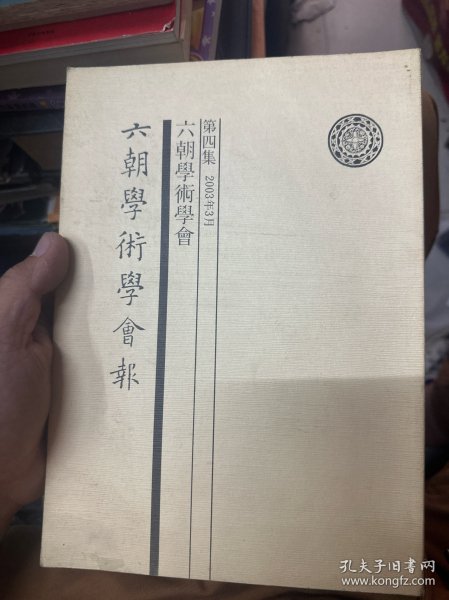 六朝學術學會報
六朝學術學會
第四集 2003年3月
孔夫子旧书网
www.kongfz.com